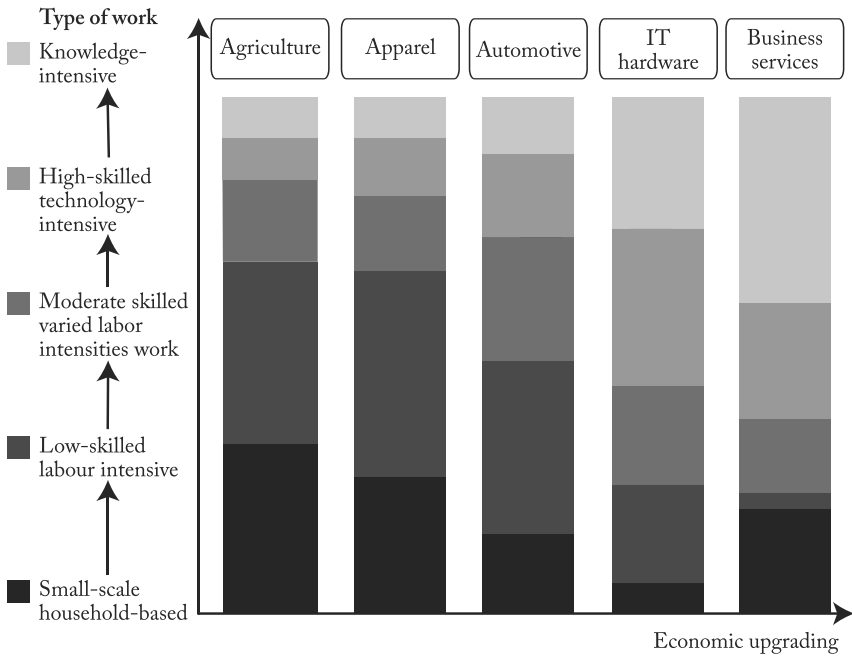 Type of work
Knowledge-
intensive
High-skilled
technology-
intensive
Moderate skilled
varied labor
intensities work
Low-skilled
labour intensive
Small-scale
household-based
Agriculture
Apparel
Automotive
IT
hardware
Business
services
Economic upgrading